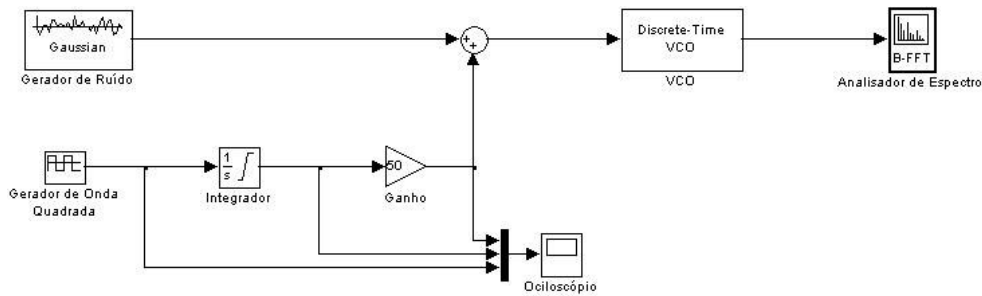 Gaussian
Gerador de Ruído
+
+
Discrete-Time
VCO
VCO
B-FFT
Analisador de Espectro
Gerador de Onda
Quadrada
1
s
Integrador
50
Ganho
Ociloscópio